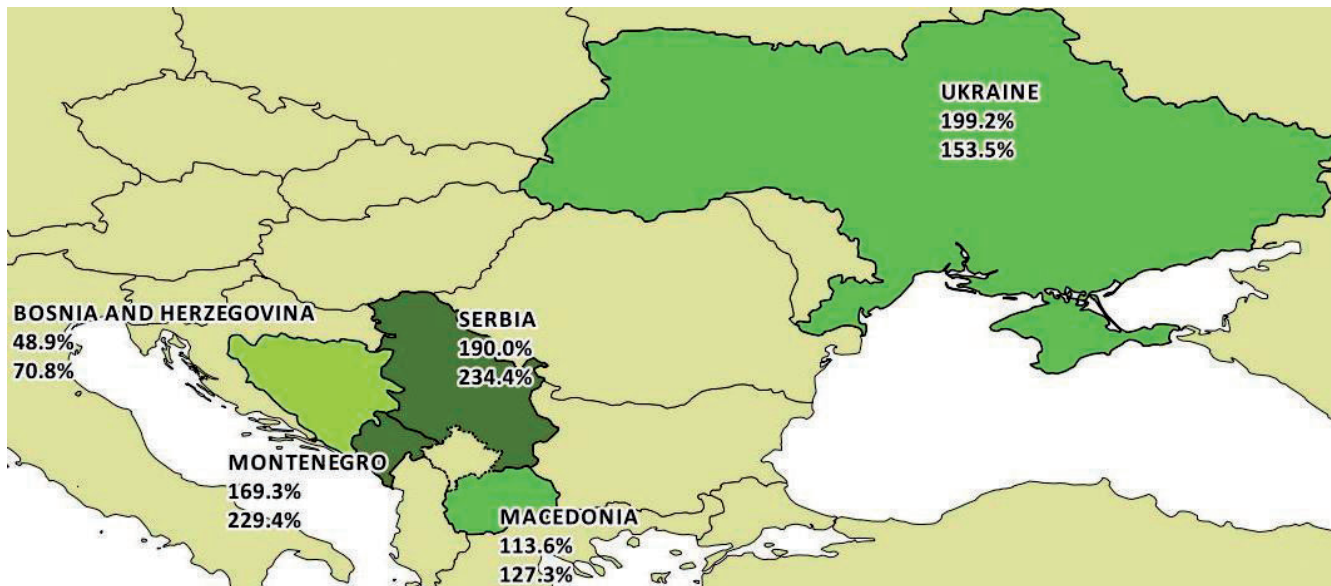 UKRAINE
199.2%
153.5%
BOSNIA AND HERZEGOVINA
48.9%
70.8%
SERBIA
190.0%
234.4%
MONTENEGRO
169.3%
229.4%
MACEDONIA
113.6%
127.3%